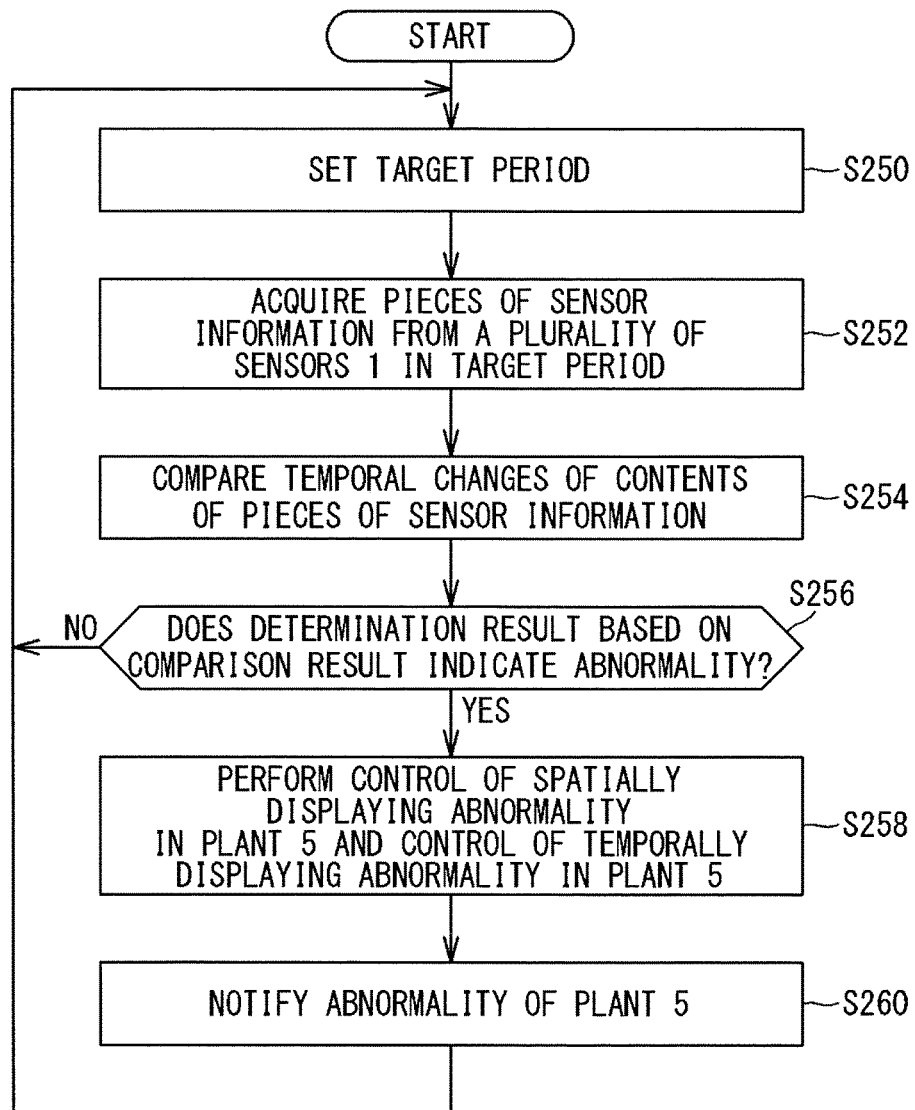 START
SET TARGET PERIOD
S250
ACQUIRE PIECES OF SENSOR
INFORMATION FROM A PLURALITY OF
SENSORS 1 IN TARGET PERIOD
S252
COMPARE TEMPORAL CHANGES OF CONTENTS
OF PIECES OF SENSOR INFORMATION
S254
S256
NO
DOES DETERMINATION RESULT BASED ON
COMPARISON RESULT INDICATE ABNORMALITY?
YES
PERFORM CONTROL OF SPATIALLY
DISPLAYING ABNORMALITY
IN PLANT 5 AND CONTROL OF TEMPORALLY
DISPLAYING ABNORMALITY IN PLANT 5
S258
NOTIFY ABNORMALITY OF PLANT 5
S260